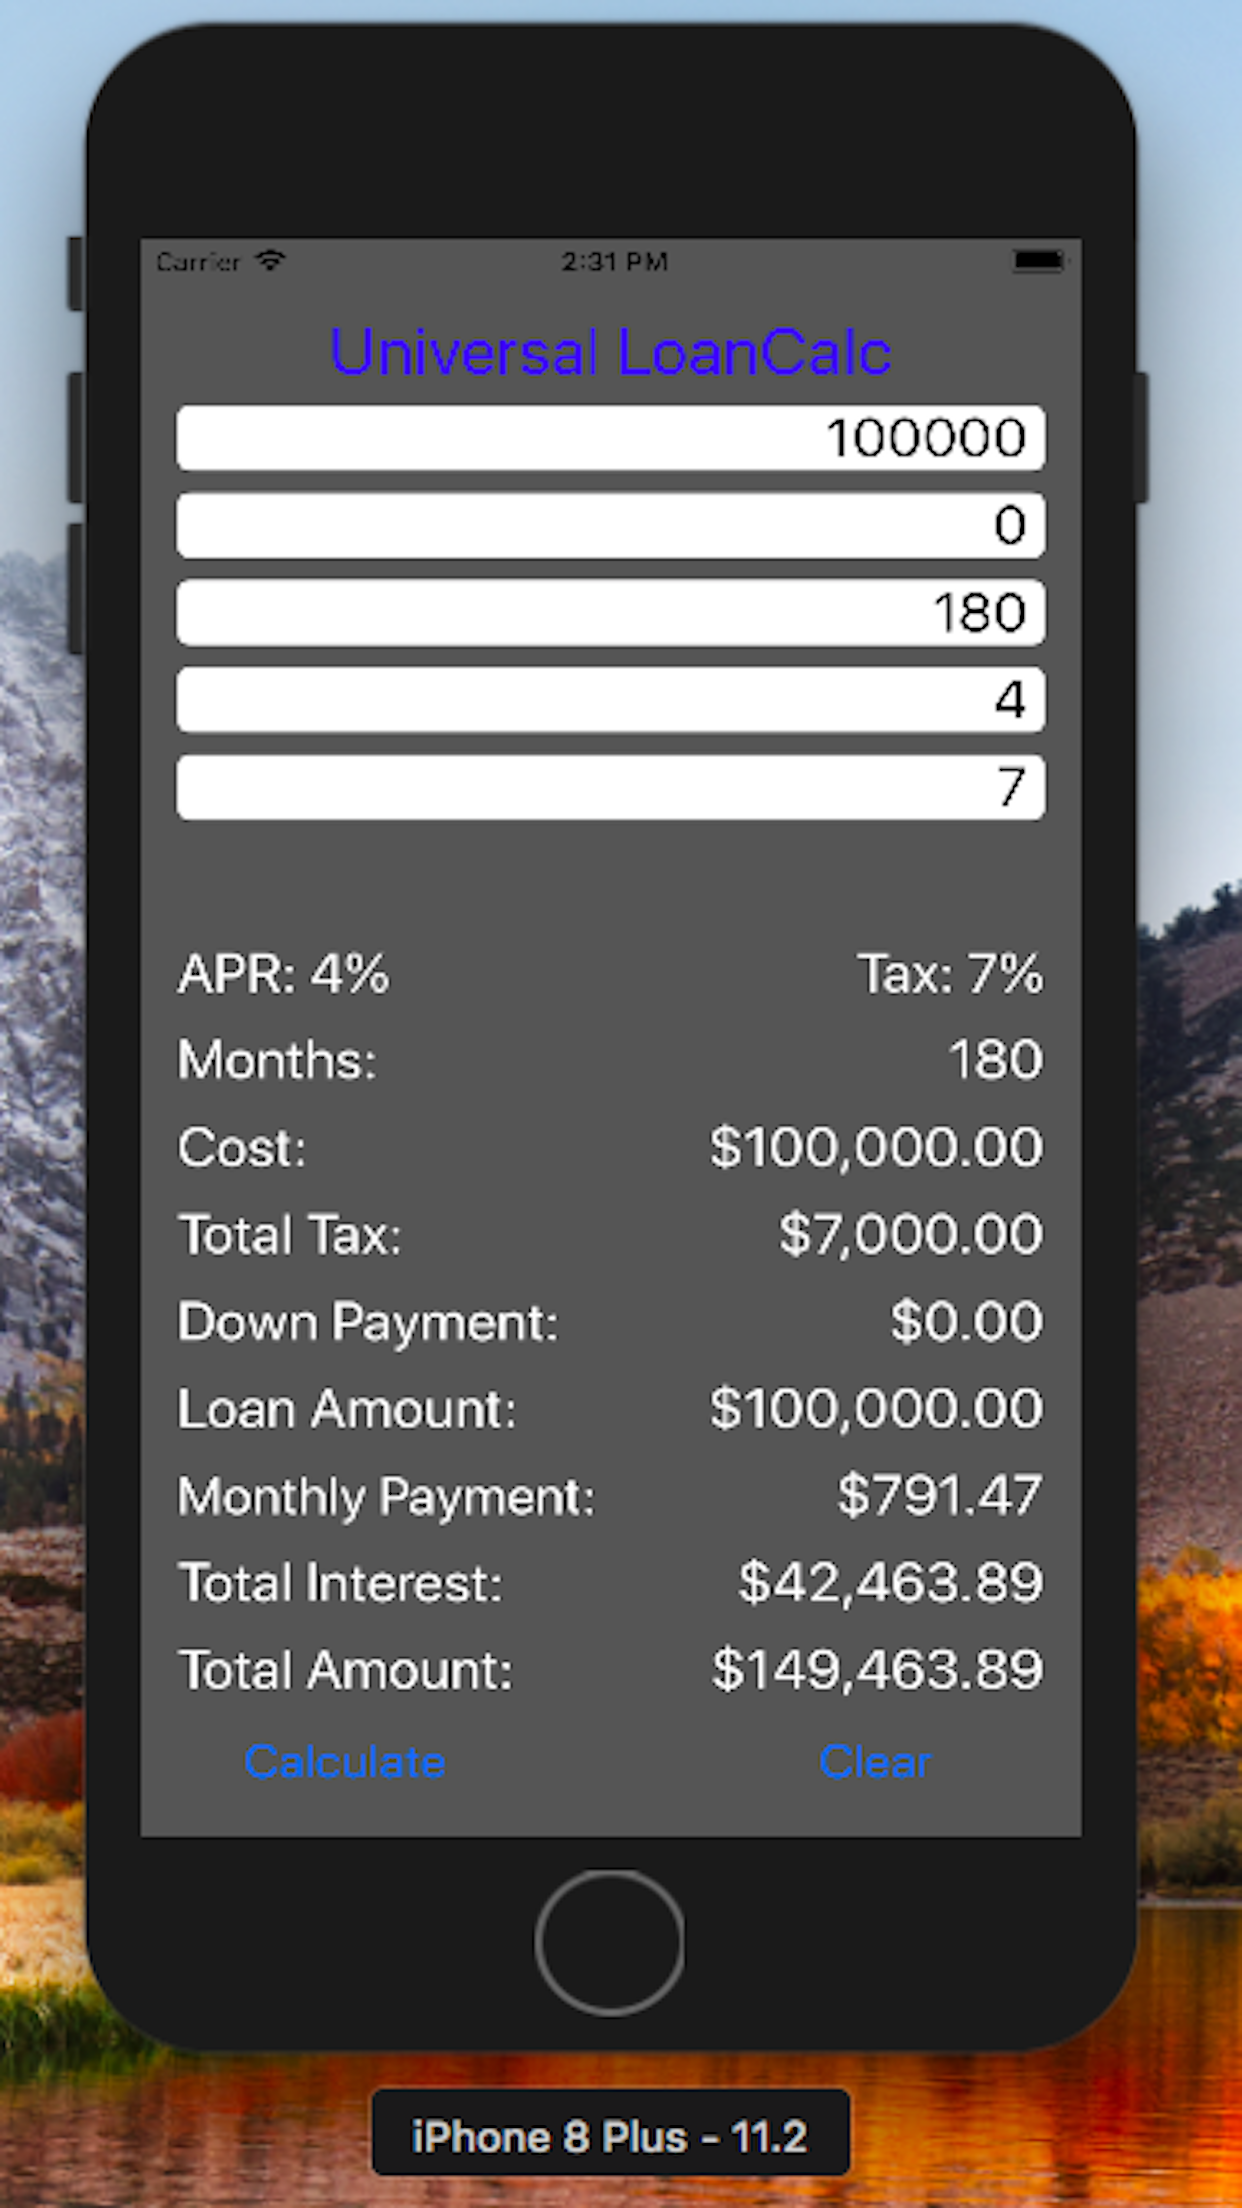 Carrier 2:31 PM
Universal LoanCalc
100000
0
180
4
7
APR: 4% Tax: 7%
Months: 180
Cost: $100,000.00
Total Tax: $7,000.00
Down Payment: $0.00
Loan Amount: $100,000.00
Monthly Payment: $791.47
Total Interest: $42,463.89
Total Amount: $149,463.89
Calculate Clear
iPhone 8 Plus - 11.2